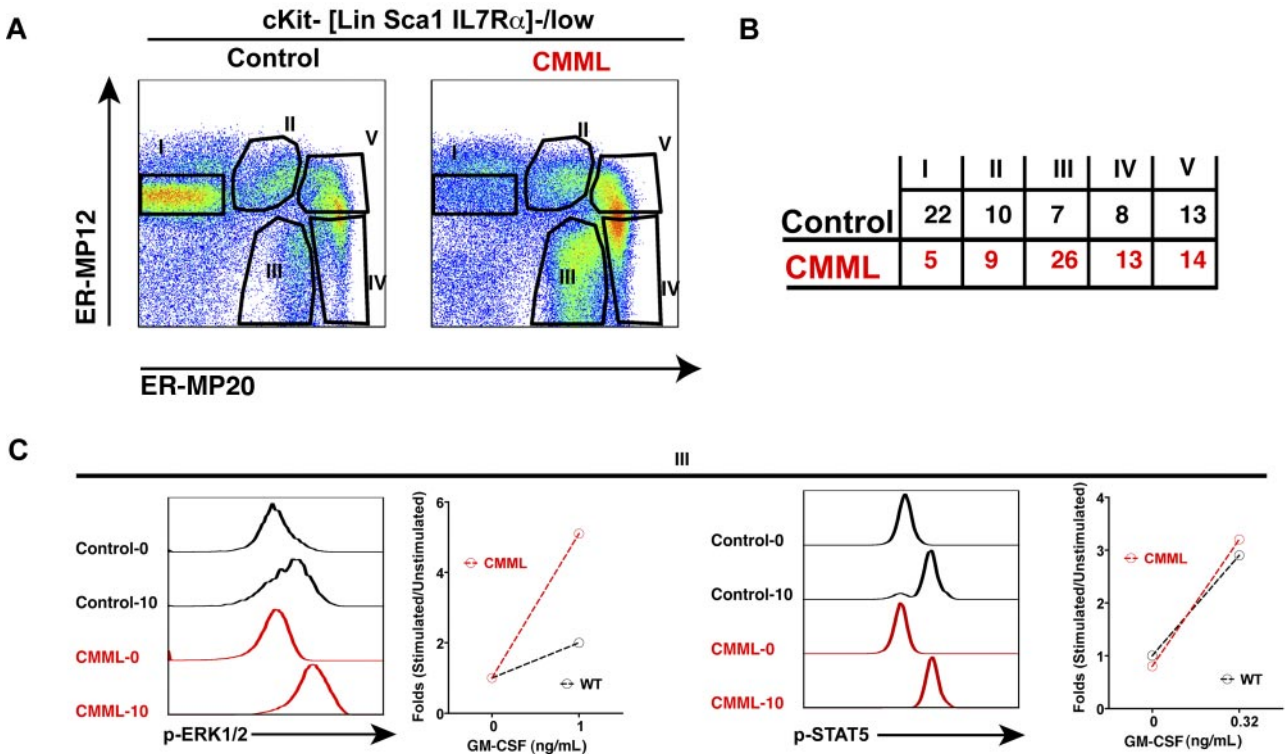 A
cKit- [Lin Sca1 IL7Rα]-/low
Control
CMML
I
II
III
IV
V
I
II
III
IV
V
ER-MP12
ER-MP20
B
I II III IV V
Control 22 10 7 8 13
CMML 5 9 26 13 14
C
III
Control-0
Control-10
CMML-0
CMML-10
p-ERK1/2
Folds (Stimulated/Unstimulated)
6
4
2
0
CMML
WT
0 1
GM-CSF (ng/mL)
Control-0
Control-10
CMML-0
CMML-10
p-STAT5
Folds (Stimulated/Unstimulated)
4
3
2
1
0
CMML
WT
0 0.32
GM-CSF (ng/mL)